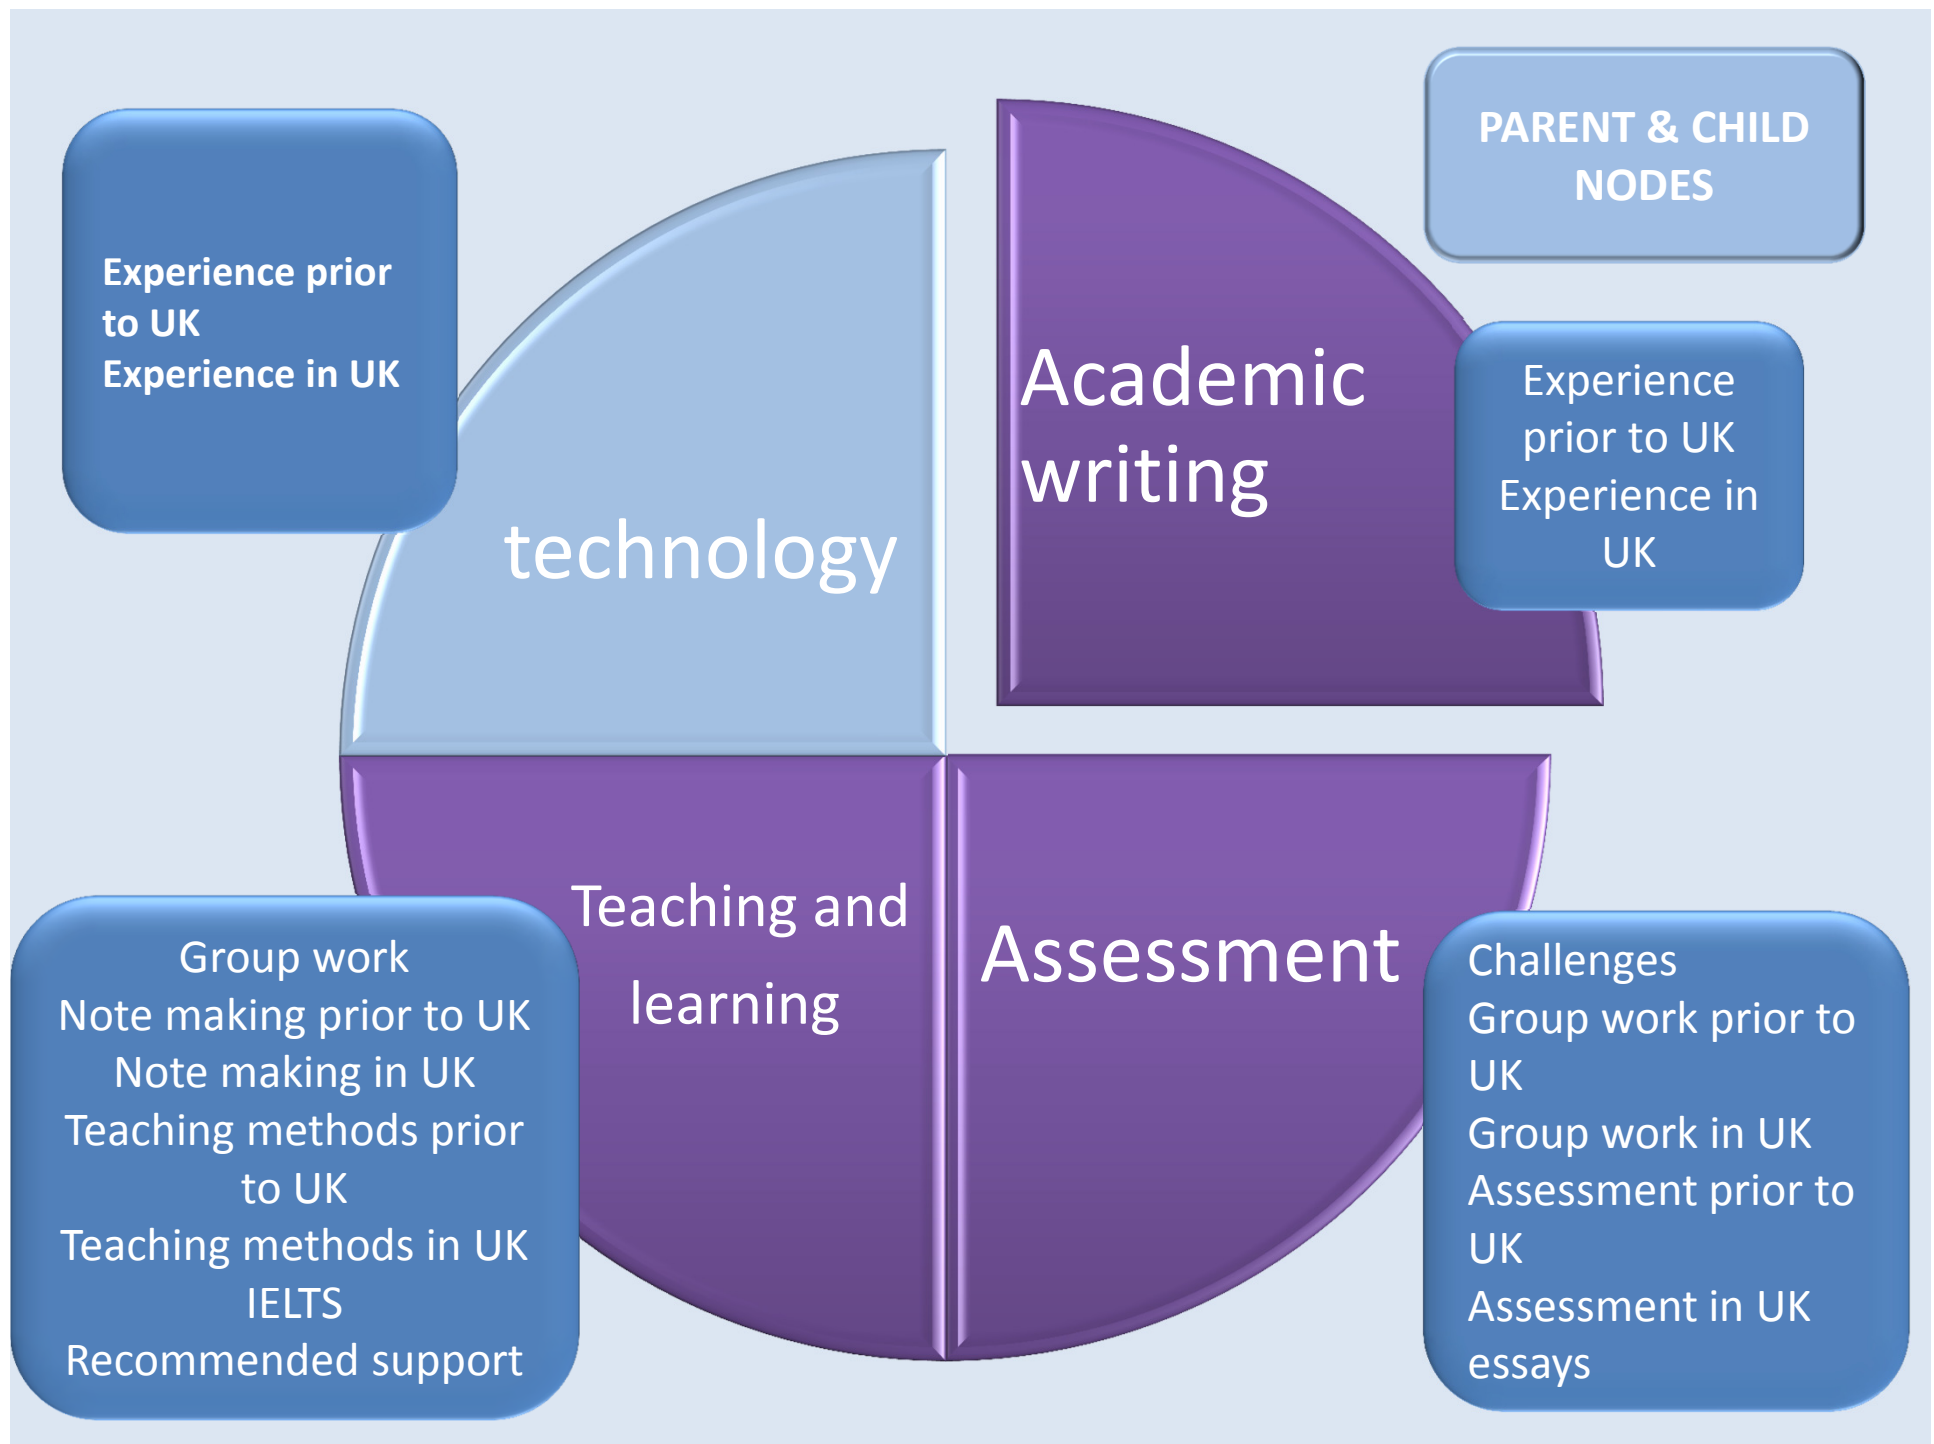 PARENT & CHILD
NODES
Experience prior
to UK
Experience in UK
technology
Academic
writing
Experience
prior to UK
Experience in
UK
Teaching and
learning
Group work
Note making prior to UK
Note making in UK
Teaching methods prior
to UK
Teaching methods in UK
IELTS
Recommended support
Assessment
Challenges
Group work prior to
UK
Group work in UK
Assessment prior to
UK
Assessment in UK
essays